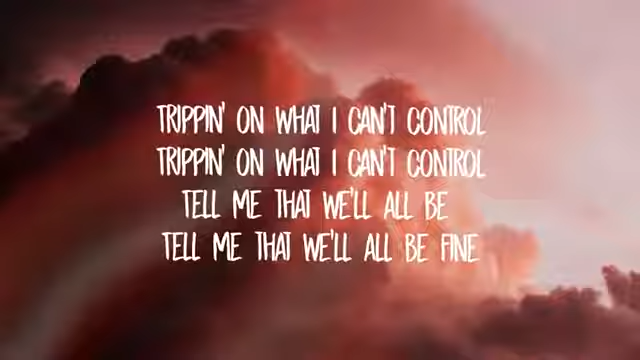 TRIPPIN' ON WHAT I CAN'T CONTROL
TRIPPIN' ON WHAT I CAN'T CONTROL
TELL ME THAT WE'LL ALL BE
TELL ME THAT WE'LL ALL BE FINE